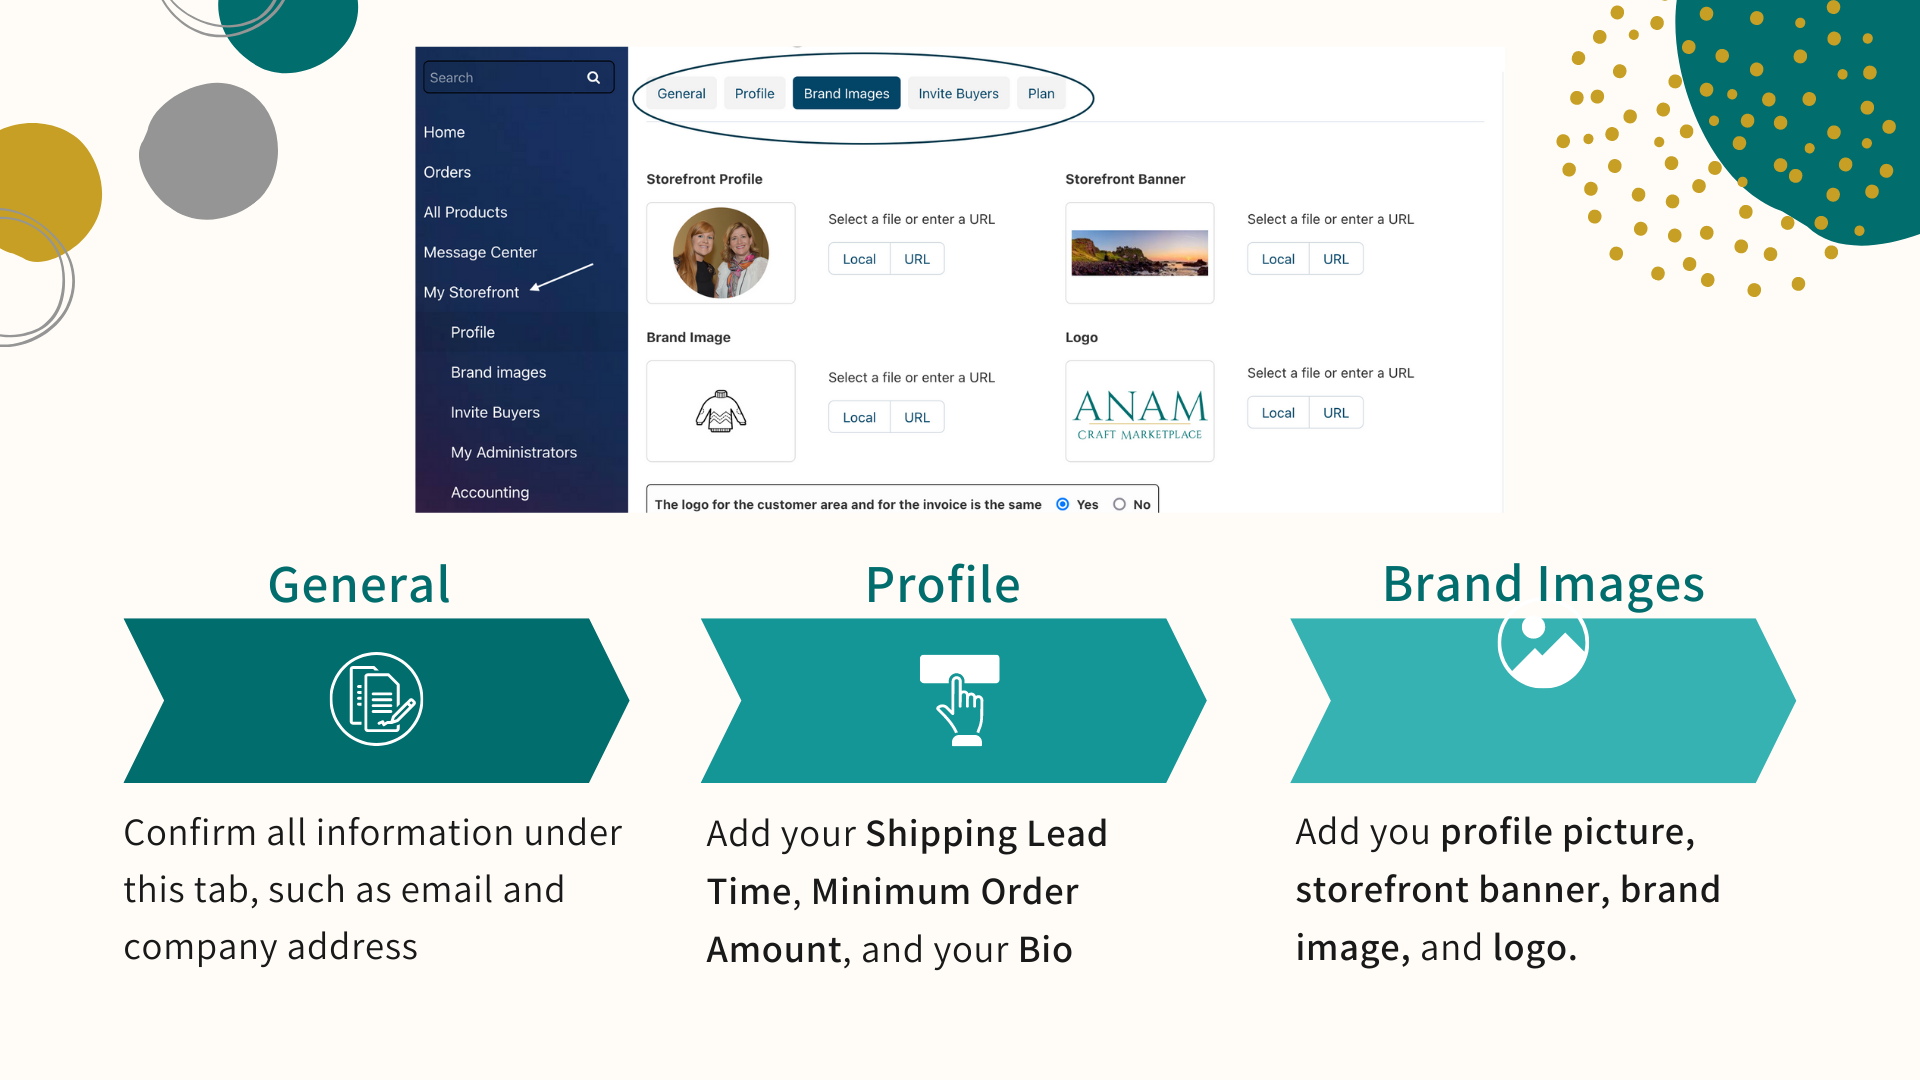 Search
General
Profile
Brand Images
Invite Buyers
Plan
Home
Orders
All Products
Message Center
My Storefront
Profile
Brand images
Invite Buyers
My Administrators
Accounting
Storefront Profile
Select a file or enter a URL
Local
URL
Storefront Banner
Select a file or enter a URL
Local
URL
Brand Image
Select a file or enter a URL
Local
URL
Logo
ANAM
CRAFT MARKETPLACE
Select a file or enter a URL
Local
URL
The logo for the customer area and for the invoice is the same Yes No
General
Confirm all information under
this tab, such as email and
company address
Profile
Add your Shipping Lead
Time, Minimum Order
Amount, and your Bio
Brand Images
Add you profile picture,
storefront banner, brand
image, and logo.